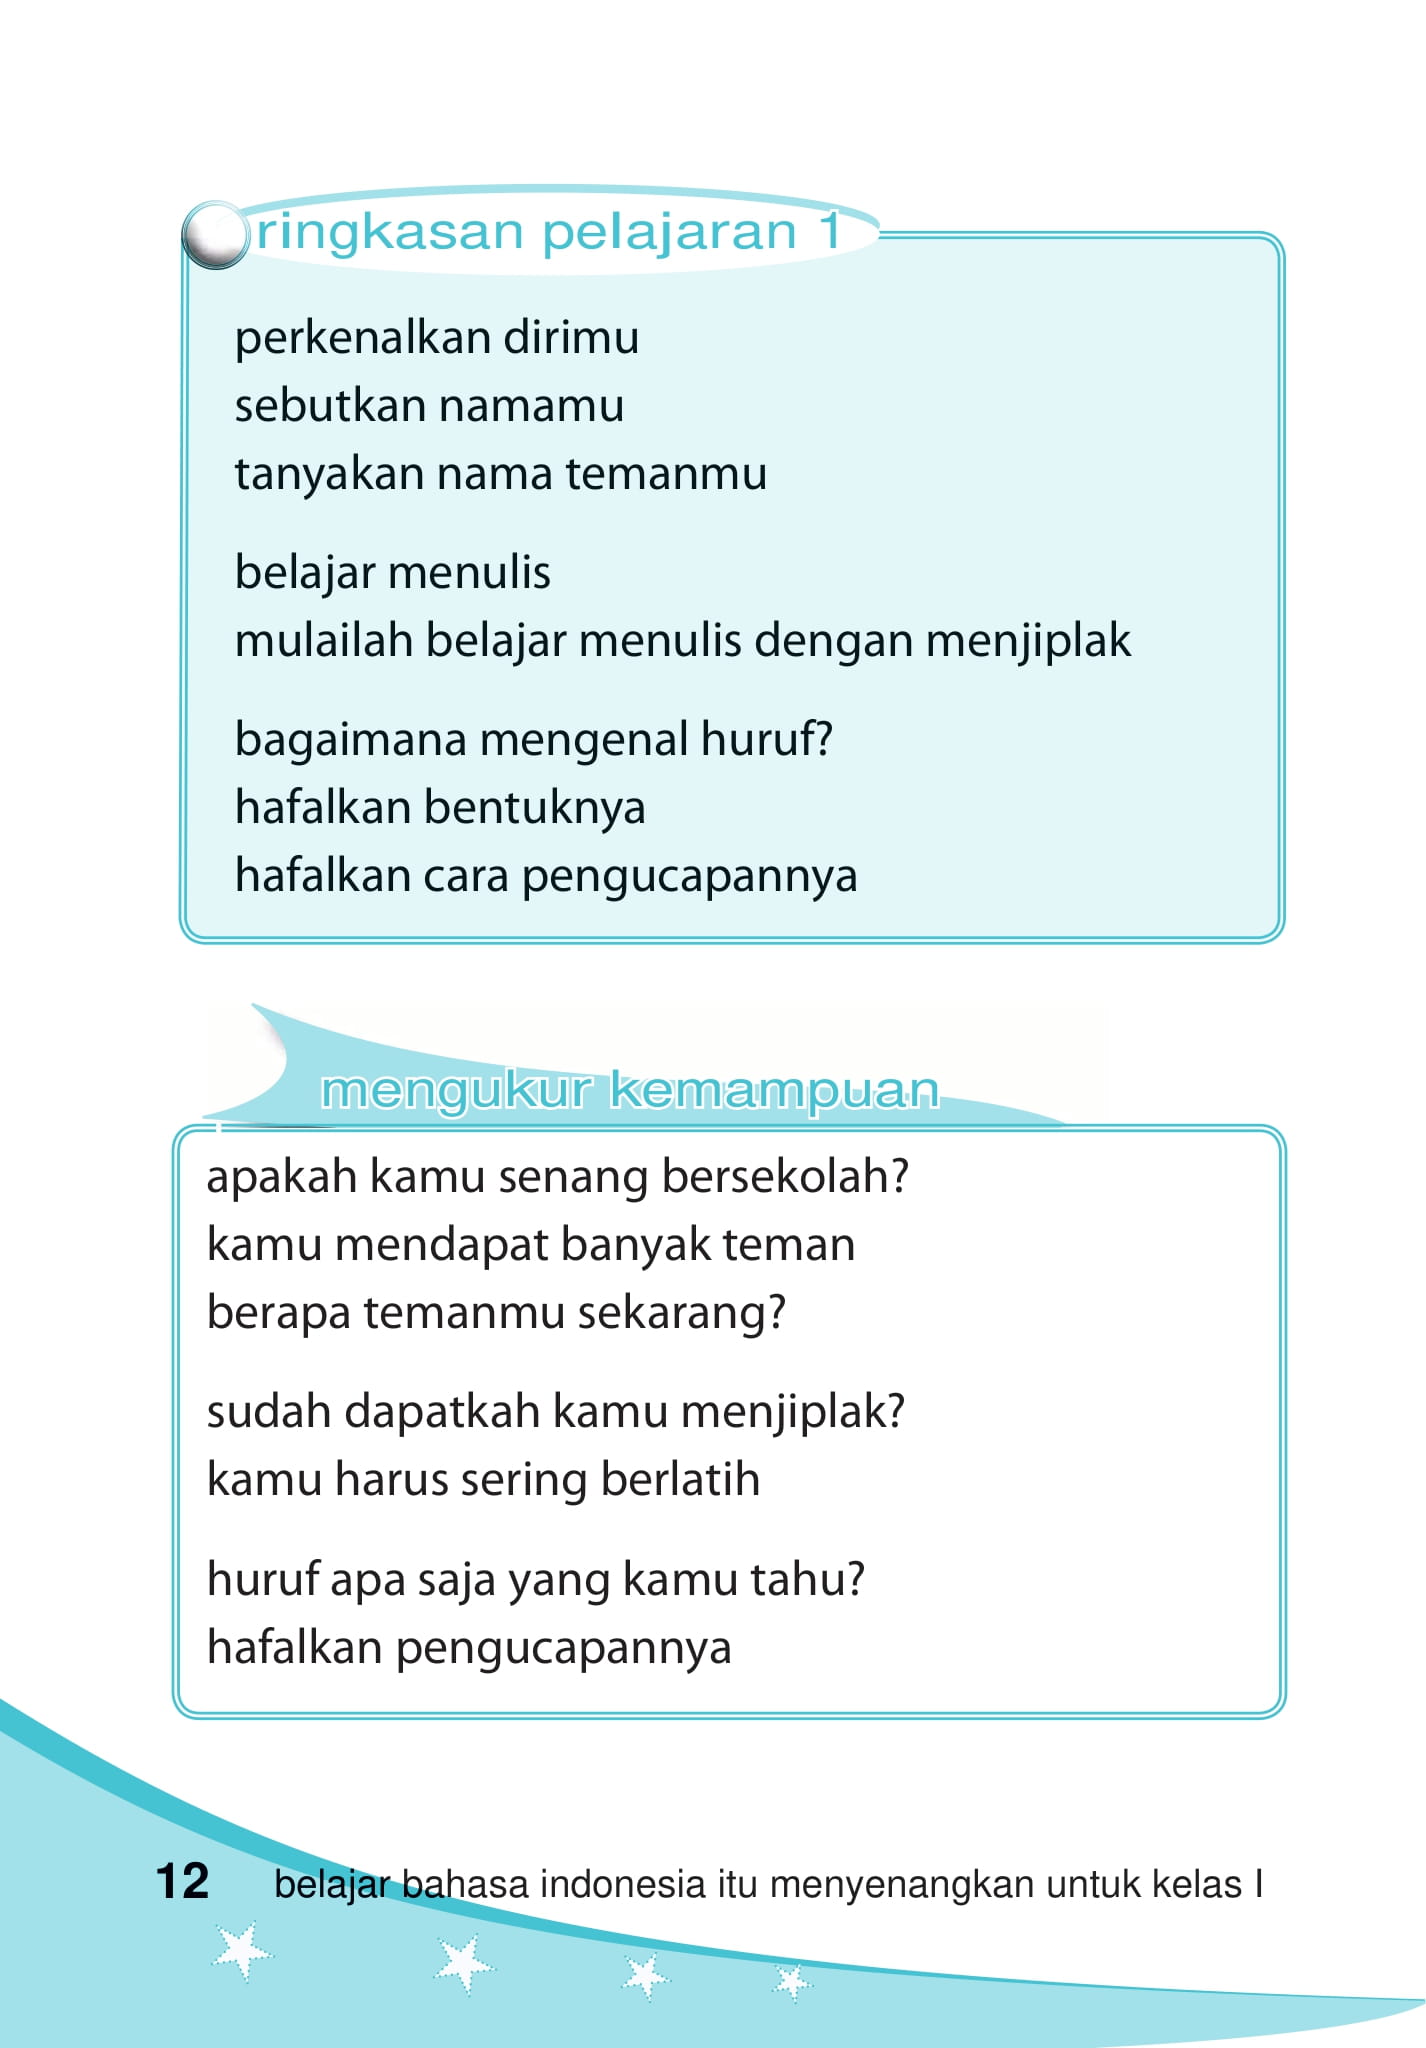 ringkasan pelajaran 1
perkenalkan dirimu
sebutkan namamu
tanyakan nama temanmu
belajar menulis
mulailah belajar menulis dengan menjiplak
bagaimana mengenal huruf?
hafalkan bentuknya
hafalkan cara pengucapannya
mengukur kemampuan
apakah kamu senang bersekolah?
kamu mendapat banyak teman
berapa temanmu sekarang?
sudah dapatkah kamu menjiplak?
kamu harus sering berlatih
huruf apa saja yang kamu tahu?
hafalkan pengucapannya
12 belajar bahasa indonesia itu menyenangkan untuk kelas I